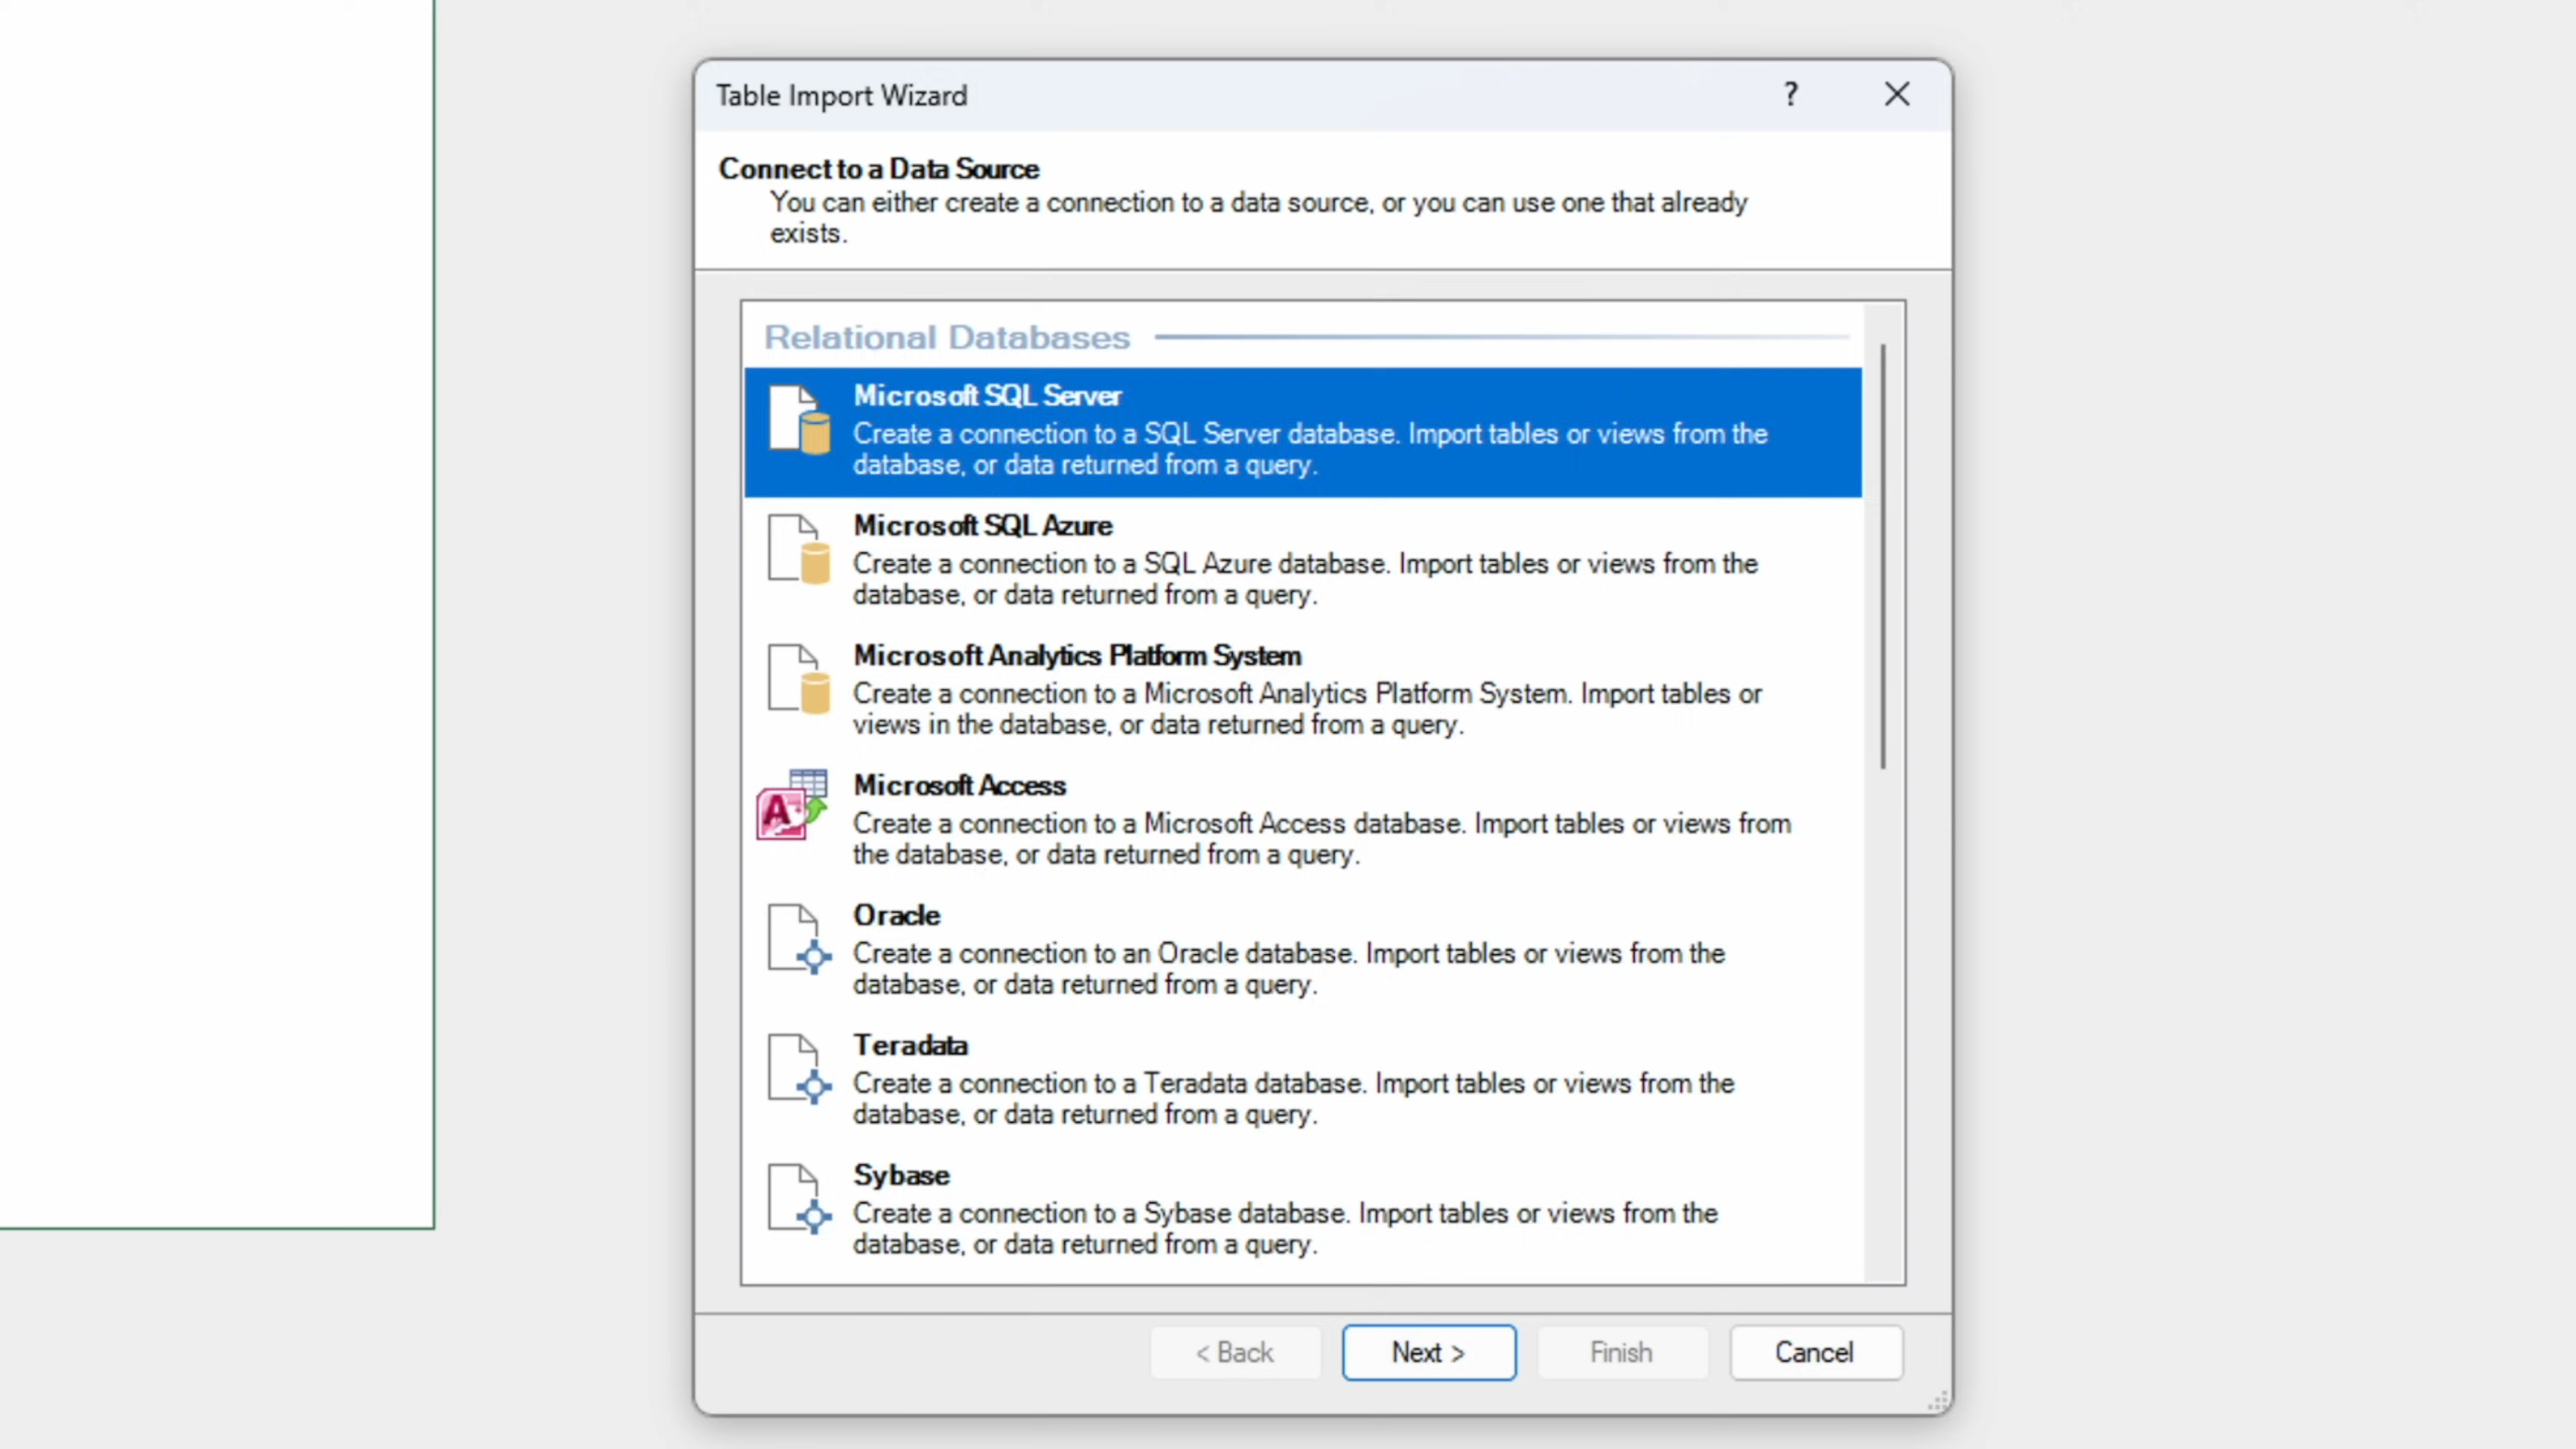 Table Import Wizard
?
Connect to a Data Source
You can either create a connection to a data source, or you can use one that already
exists.
Relational Databases
Microsoft SQL Server
Create a connection to a SQL Server database. Import tables or views from the
database, or data returned from a query.
Microsoft SQL Azure
Create a connection to a SQL Azure database. Import tables or views from the
database, or data returned from a query.
Microsoft Analytics Platform System
Create a connection to a Microsoft Analytics Platform System. Import tables or
views in the database, or data returned from a query.
Microsoft Access
Create a connection to a Microsoft Access database. Import tables or views from
the database, or data returned from a query.
Oracle
Create a connection to an Oracle database. Import tables or views from the
database, or data returned from a query.
Teradata
Create a connection to a Teradata database. Import tables or views from the
database, or data returned from a query.
Sybase
Create a connection to a Sybase database. Import tables or views from the
database, or data returned from a query.
< Back
Next >
Finish
Cancel